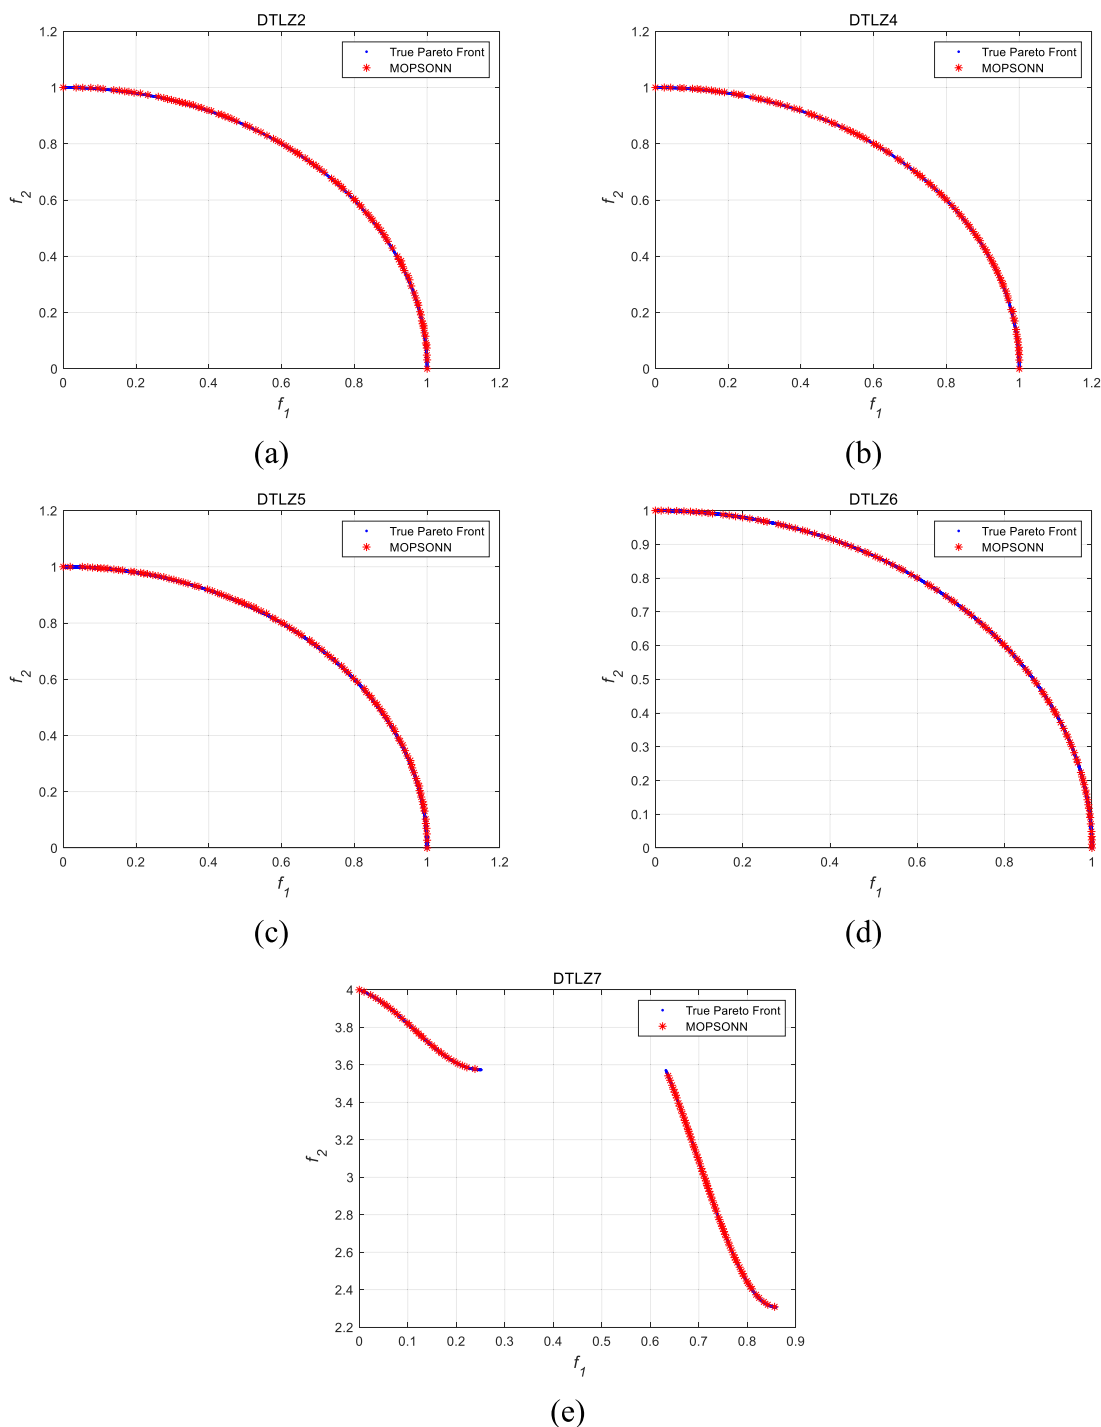 DTLZ2
1.2
1
0.8
0.6
0.4
0.2
0
0 0.2 0.4 0.6 0.8 1 1.2
f2
f1
True Pareto Front
MOPSONN
(a)
DTLZ4
1.2
1
0.8
0.6
0.4
0.2
0
0 0.2 0.4 0.6 0.8 1 1.2
f2
f1
True Pareto Front
MOPSONN
(b)
DTLZ5
1.2
1
0.8
0.6
0.4
0.2
0
0 0.2 0.4 0.6 0.8 1 1.2
f2
f1
True Pareto Front
MOPSONN
(c)
DTLZ6
1
0.9
0.8
0.7
0.6
0.5
0.4
0.3
0.2
0.1
0
0 0.2 0.4 0.6 0.8 1
f2
f1
True Pareto Front
MOPSONN
(d)
DTLZ7
4
3.8
3.6
3.4
3.2
3
2.8
2.6
2.4
2.2
0 0.1 0.2 0.3 0.4 0.5 0.6 0.7 0.8 0.9
f2
f1
True Pareto Front
MOPSONN
(e)